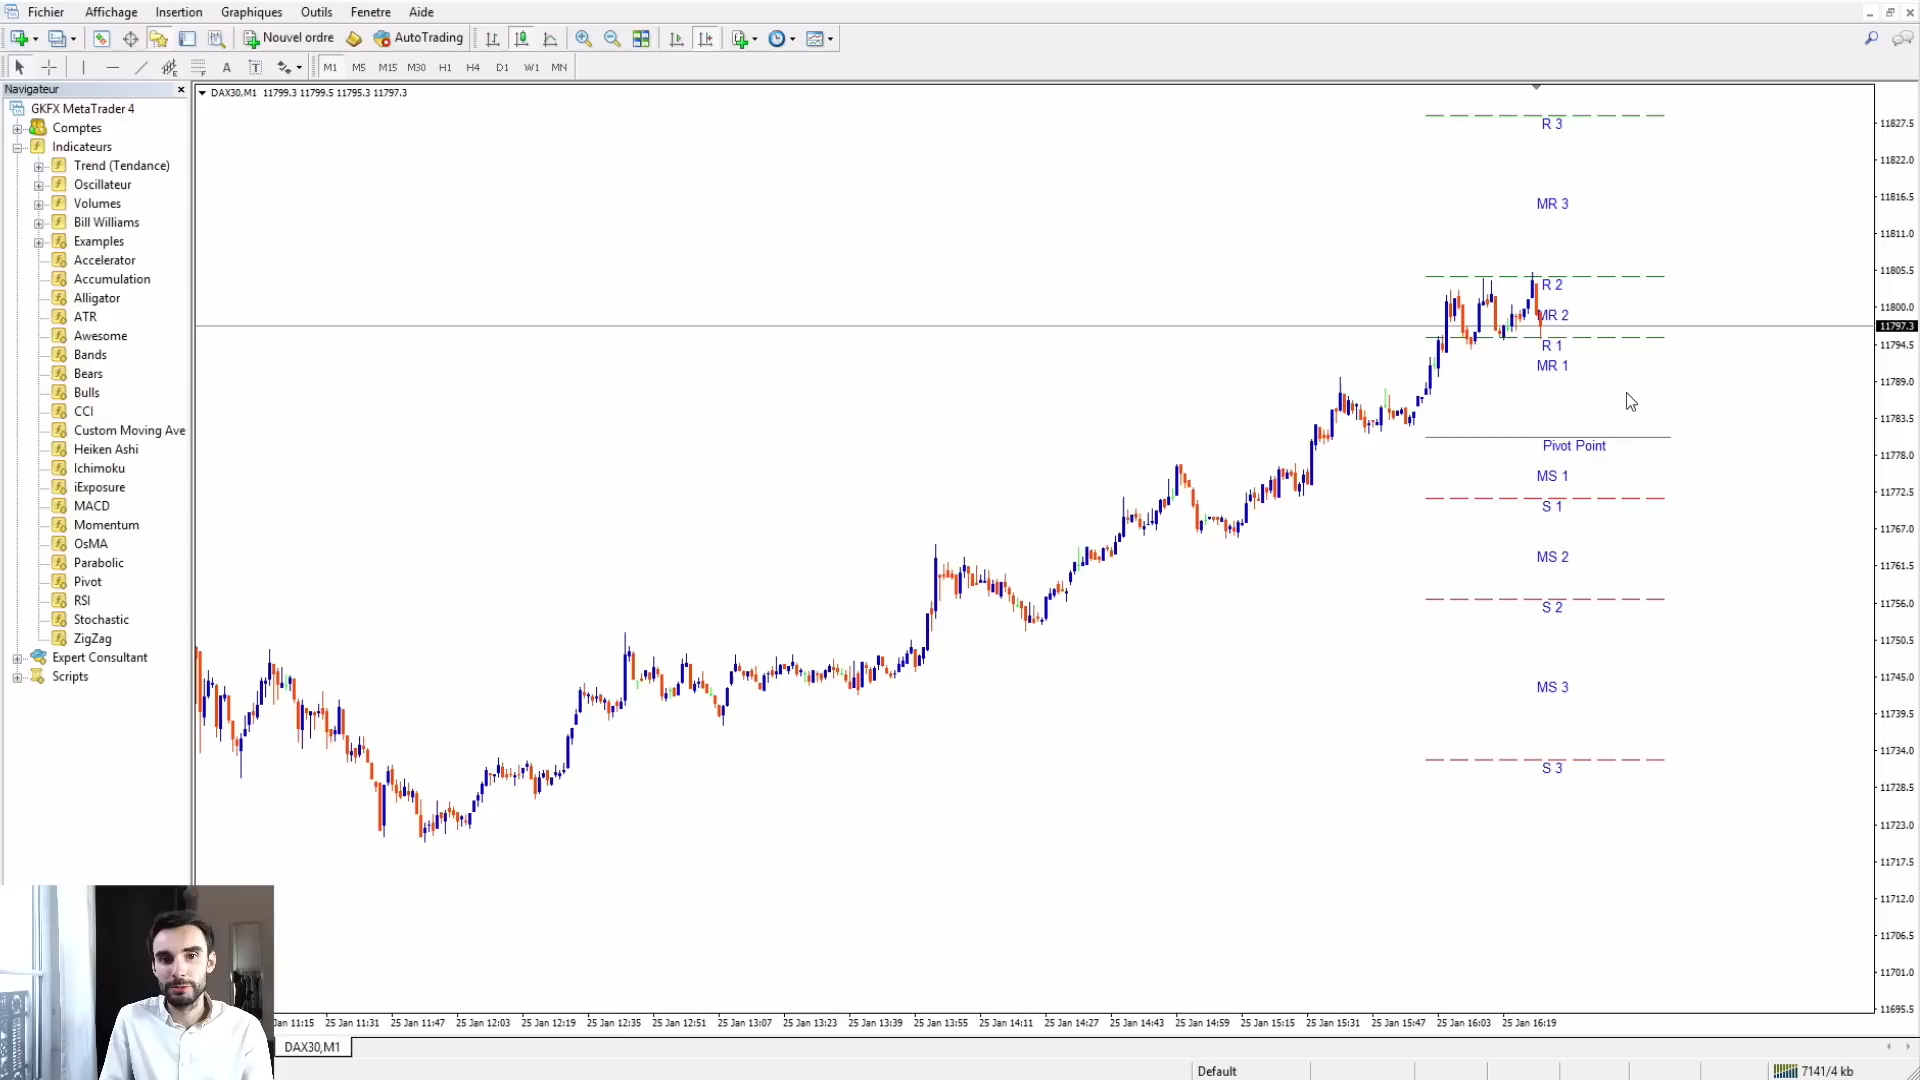 Fichier Affichage Insertion Graphiques Outils Fenetre Aide
Nouvel ordre AutoTrading
A T M1 M5 M15 M30 H1 H4 D1 W1 MN
Navigateur
DAX30,M1 11799.3 11799.5 11795.3 11797.3
GKFX MetaTrader 4
Comptes
Indicateurs
Trend (Tendance)
Oscillateur
Volumes
Bill Williams
Examples
Accelerator
Accumulation
Alligator
ATR
Awesome
Bands
Bears
Bulls
CCI
Custom Moving Ave
Heiken Ashi
Ichimoku
iExposure
MACD
Momentum
OsMA
Parabolic
Pivot
RSI
Stochastic
ZigZag
Expert Consultant
Scripts
R 3
MR 3
R 2
MR 2
R 1
MR 1
Pivot Point
MS 1
S 1
MS 2
S 2
MS 3
S 3
11827.5
11822.0
11816.5
11811.0
11805.5
11800.0
11797.3
11794.5
11789.0
11783.5
11778.0
11772.5
11767.0
11761.5
11756.0
11750.5
11745.0
11739.5
11734.0
11728.5
11723.0
11717.5
11712.0
11706.5
11701.0
11695.5
Jan 11:15 25 Jan 11:31 25 Jan 11:47 25 Jan 12:03 25 Jan 12:19 25 Jan 12:35 25 Jan 12:51 25 Jan 13:07 25 Jan 13:23 25 Jan 13:39 25 Jan 13:55 25 Jan 14:11 25 Jan 14:27 25 Jan 14:43 25 Jan 14:59 25 Jan 15:15 25 Jan 15:31 25 Jan 15:47 25 Jan 16:03 25 Jan 16:19
DAX30,M1
Default 7141/4 kb